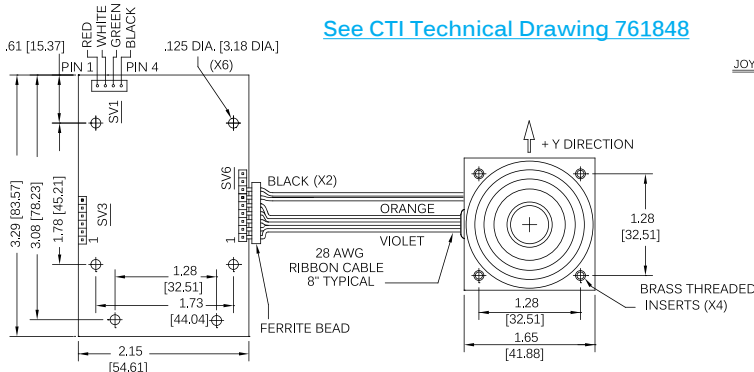 See CTI Technical Drawing 761848
JOY
RED
WHITE
GREEN
BLACK
.61 [15.37]
PIN 1
PIN 4
.125 DIA. [3.18 DIA.]
(X6)
SV1
+ Y DIRECTION
SV6
BLACK (X2)
ORANGE
VIOLET
SV3
1
1
3.29 [83.57]
3.08 [78.23]
1.78 [45.21]
28 AWG
RIBBON CABLE
8" TYPICAL
1.28
[32.51]
1.28
[32.51]
1.73
[44.04]
FERRITE BEAD
BRASS THREADED
INSERTS (X4)
1.28
[32.51]
1.65
[41.88]
2.15
[54.61]